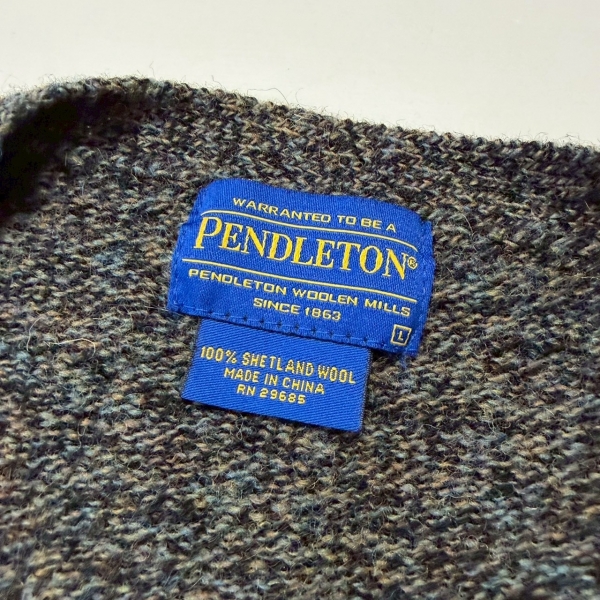 WARRANTED TO BE A
PENDLETON®
PENDLETON WOOLEN MILLS
SINCE 1863
L
100% SHETLAND WOOL
MADE IN CHINA
RN 29685